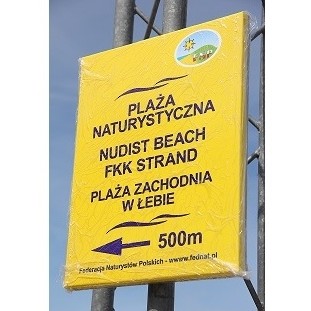 PLAŻA
NATURYSTYCZNA
NUDIST BEACH
FKK STRAND
PLAŻA ZACHODNIA
W ŁEBIE
500m
Federacja Naturystów Polskich - www.fednat.pl